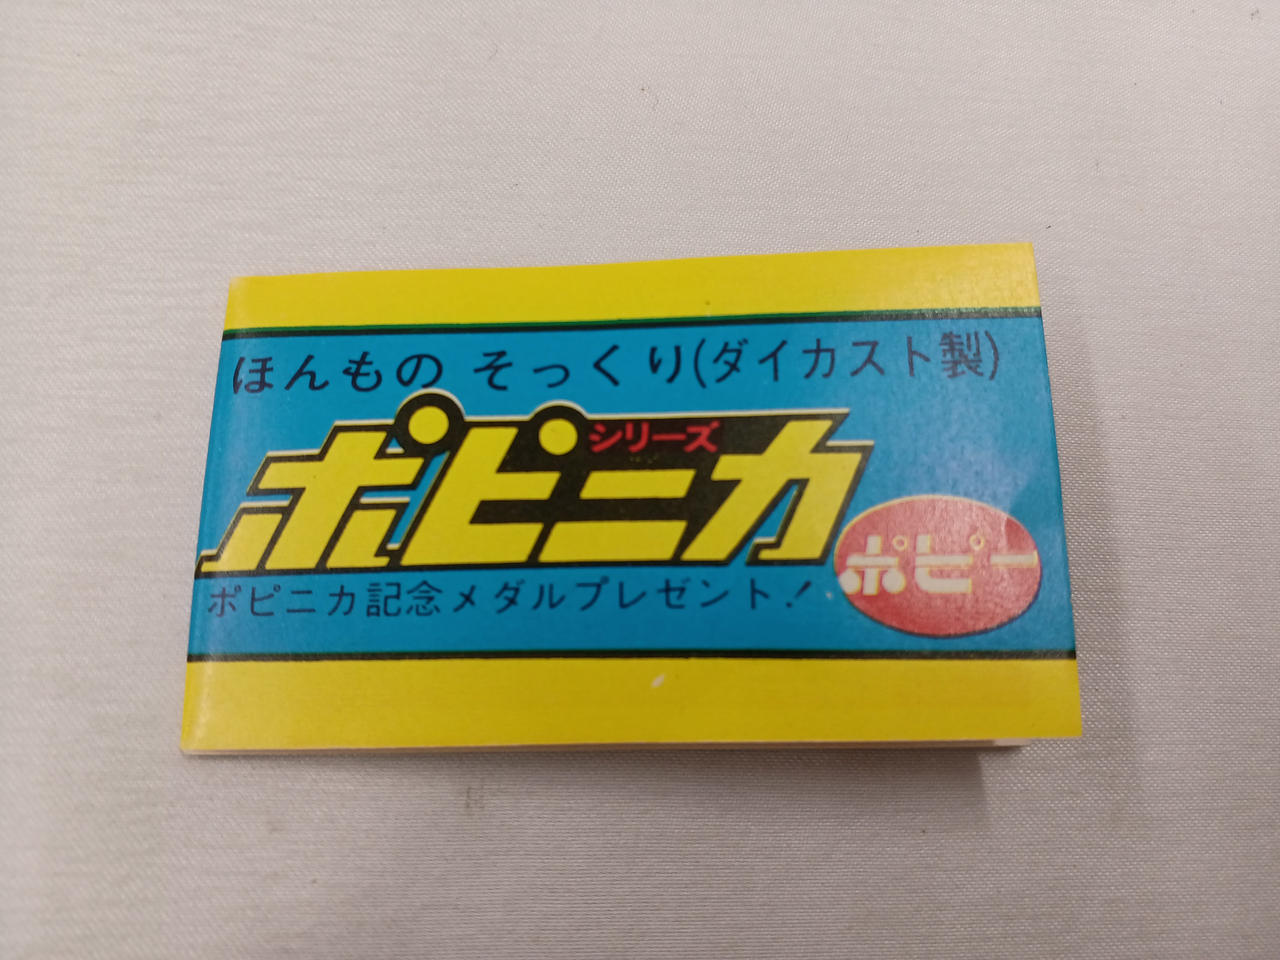 ほんもの そっくり(ダイカスト製)
ポピニカ
シリーズ
ポピー
ポピニカ記念メダルプレゼント!